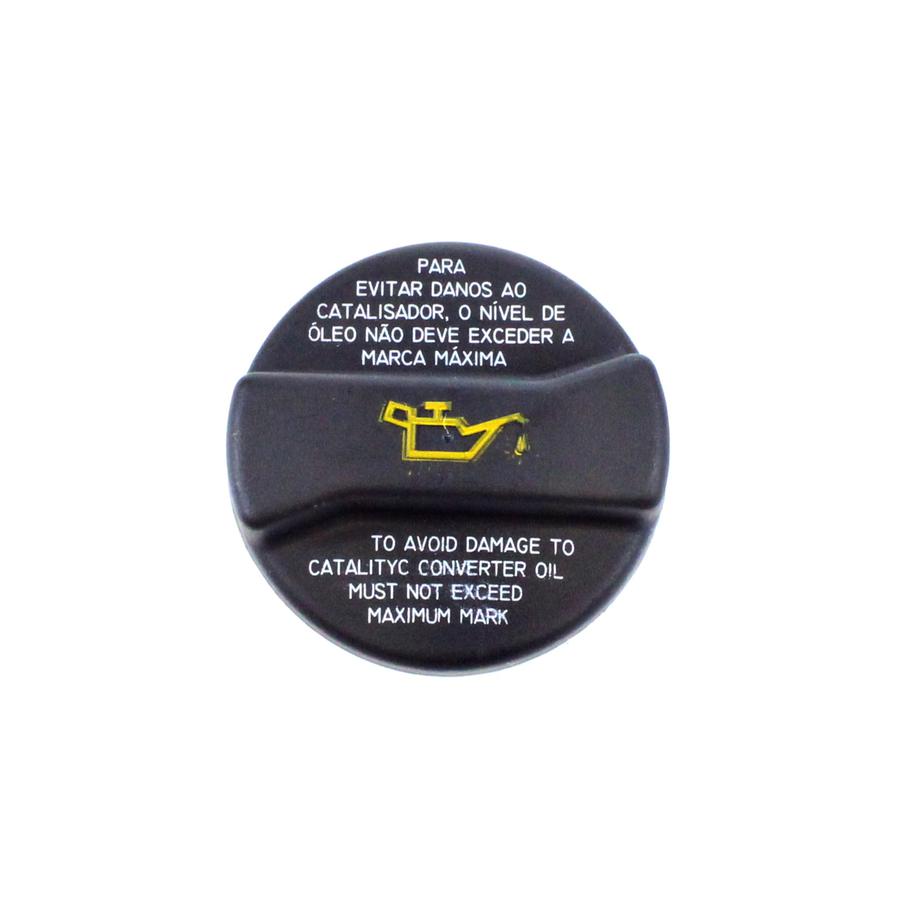 PARA
EVITAR DANOS AO
CATALISADOR, O NÍVEL DE
ÓLEO NÃO DEVE EXCEDER A
MARCA MÁXIMA
TO AVOID DAMAGE TO
CATALITYC CONVERTER OIL
MUST NOT EXCEED
MAXIMUM MARK